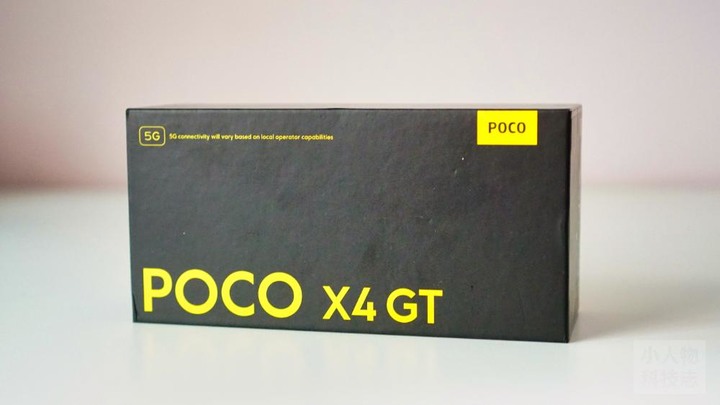 5G
5G connectivity will vary based on local operator capabilities
POCO
POCO X4 GT
小人物